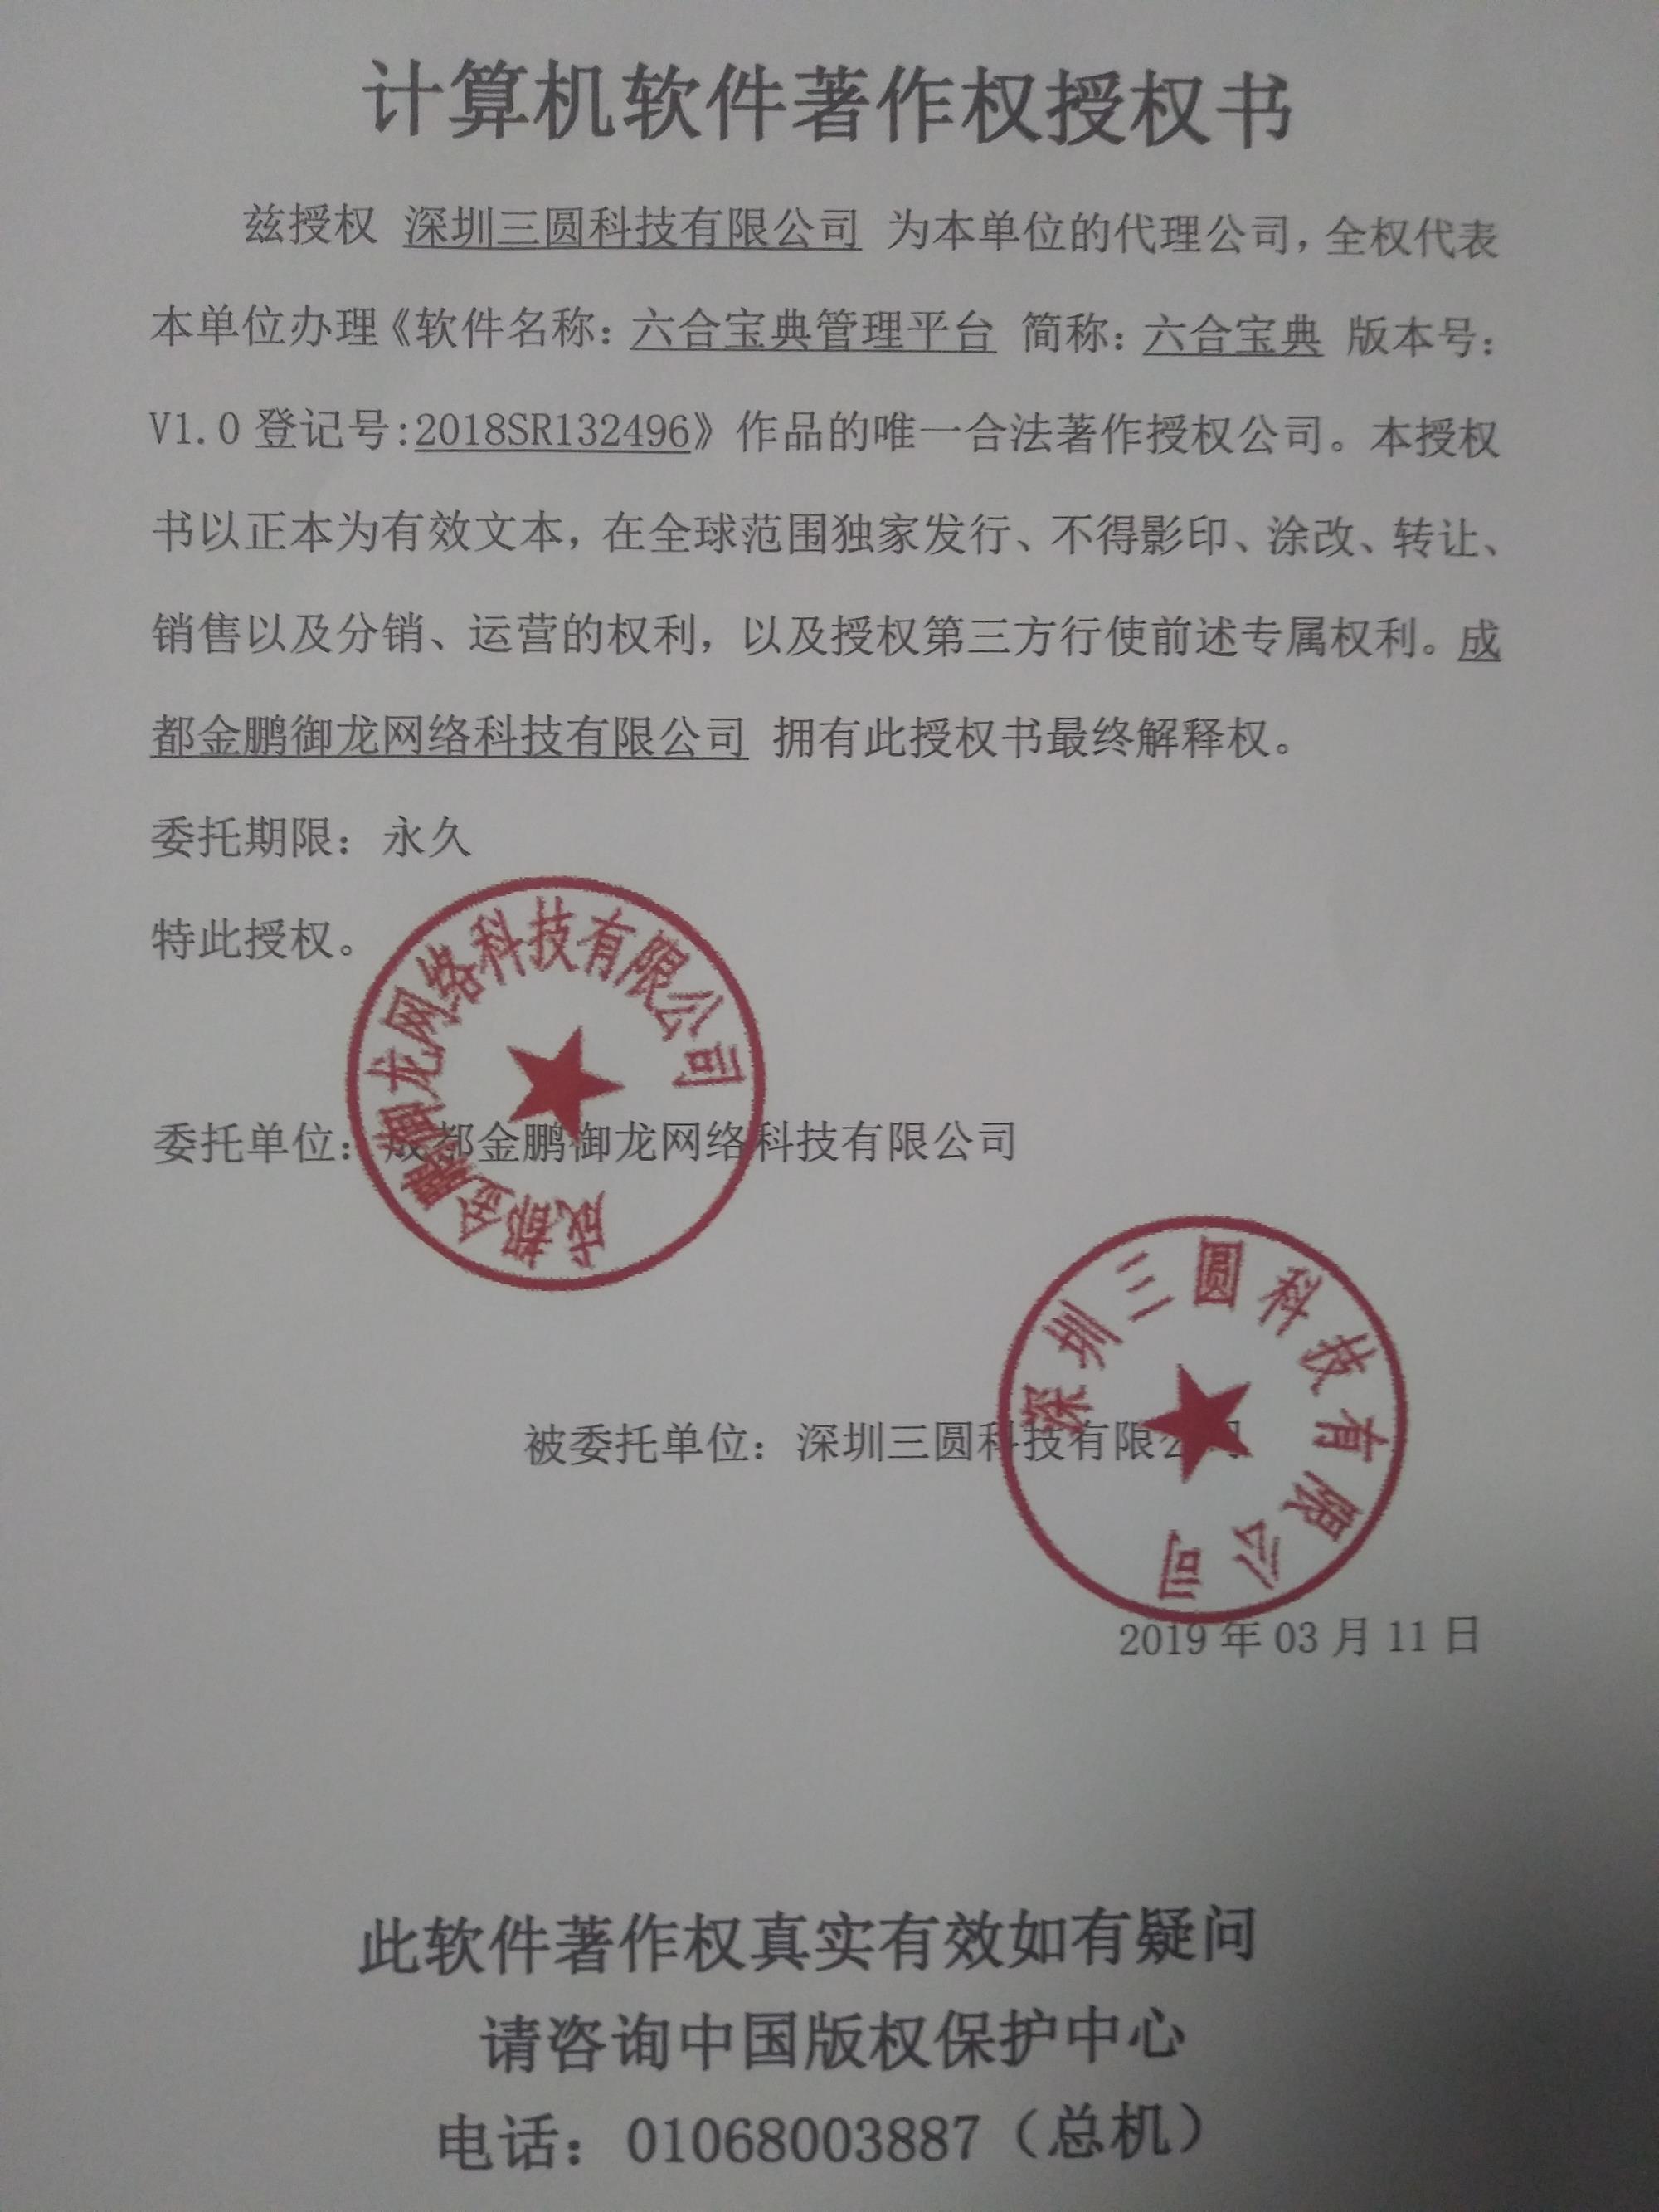 计算机软件著作权授权书
兹授权 深圳三圆科技有限公司 为本单位的代理公司，全权代表
本单位办理《软件名称：六合宝典管理平台 简称：六合宝典 版本号：
V1.0 登记号:2018SR132496》作品的唯一合法著作授权公司。本授权
书以正本为有效文本，在全球范围独家发行、不得影印、涂改、转让、
销售以及分销、运营的权利，以及授权第三方行使前述专属权利。成
都金鹏御龙网络科技有限公司 拥有此授权书最终解释权。
委托期限：永久
特此授权。
成都金鹏御龙网络科技有限公司
委托单位：成都金鹏御龙网络科技有限公司
深圳三圆科技有限公司
被委托单位：深圳三圆科技有限公司
2019 年 03 月 11 日
此软件著作权真实有效如有疑问
请咨询中国版权保护中心
电话：01068003887（总机）